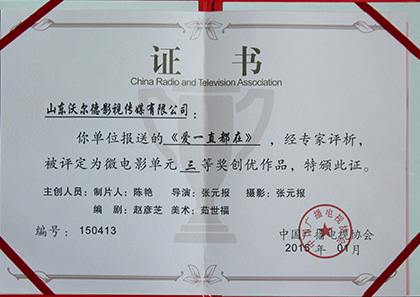 证 书
China Radio and Television Association
山东沃尔德影视传媒有限公司：
你单位报送的《爱一直都在》，经专家评析，
被评定为微电影单元 三 等奖创优作品，特颁此证。
主创人员：制片人：陈艳 导演：张元报 摄影：张元报
编 剧：赵彦芝 美术：茹世福
编号：150413
中国广播电视协会
2016年 01月